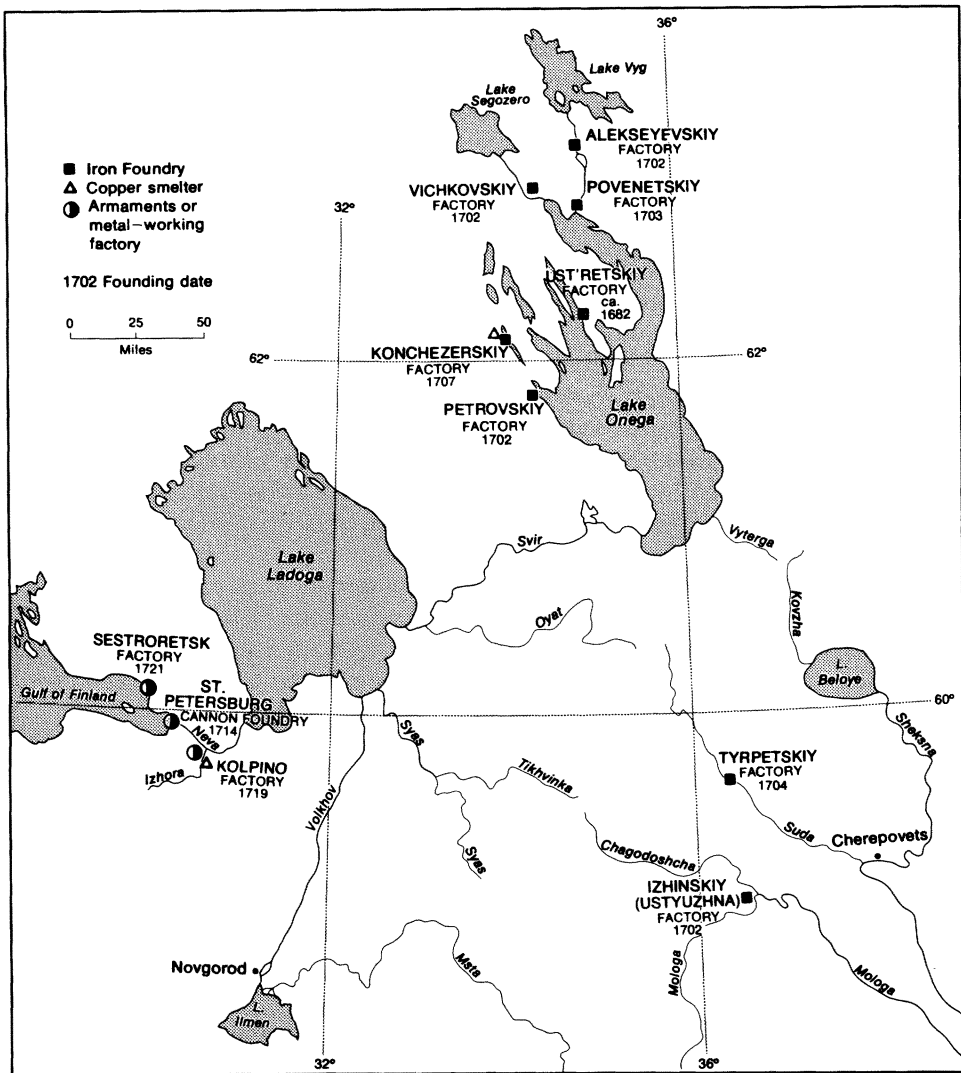 36°
Lake Vyg
Lake
Segozero
Iron Foundry
Copper smelter
Armaments or
metal-working
factory
1702 Founding date
0 25 50
Miles
ALEKSEYEVSKIY
FACTORY
1702
VICHKOVSKIY
FACTORY
1702
POVENETSKIY
FACTORY
1703
32°
UST'RETSKIY
FACTORY
ca.
1682
62°
KONCHEZERSKIY
FACTORY
1707
62°
PETROVSKIY
FACTORY
1702
Lake
Onega
Lake
Ladoga
Svir
Vyterga
Oyat
Kovzha
L.
Beloye
SESTRORETSK
FACTORY
1721
Gulf of Finland
ST.
PETERSBURG
CANNON FOUNDRY
1714
Neva
60°
Izhora
KOLPINO
FACTORY
1719
Volkhov
Syas
Tikhvinka
Syas
Sheksna
TYRPETSKIY
FACTORY
1704
Suda
Cherepovets
Chagodoshcha
IZHINSKIY
(USTYUZHNA)
FACTORY
1702
Mologa
Mologa
Novgorod
L.
Ilmen
Msta
32°
36°